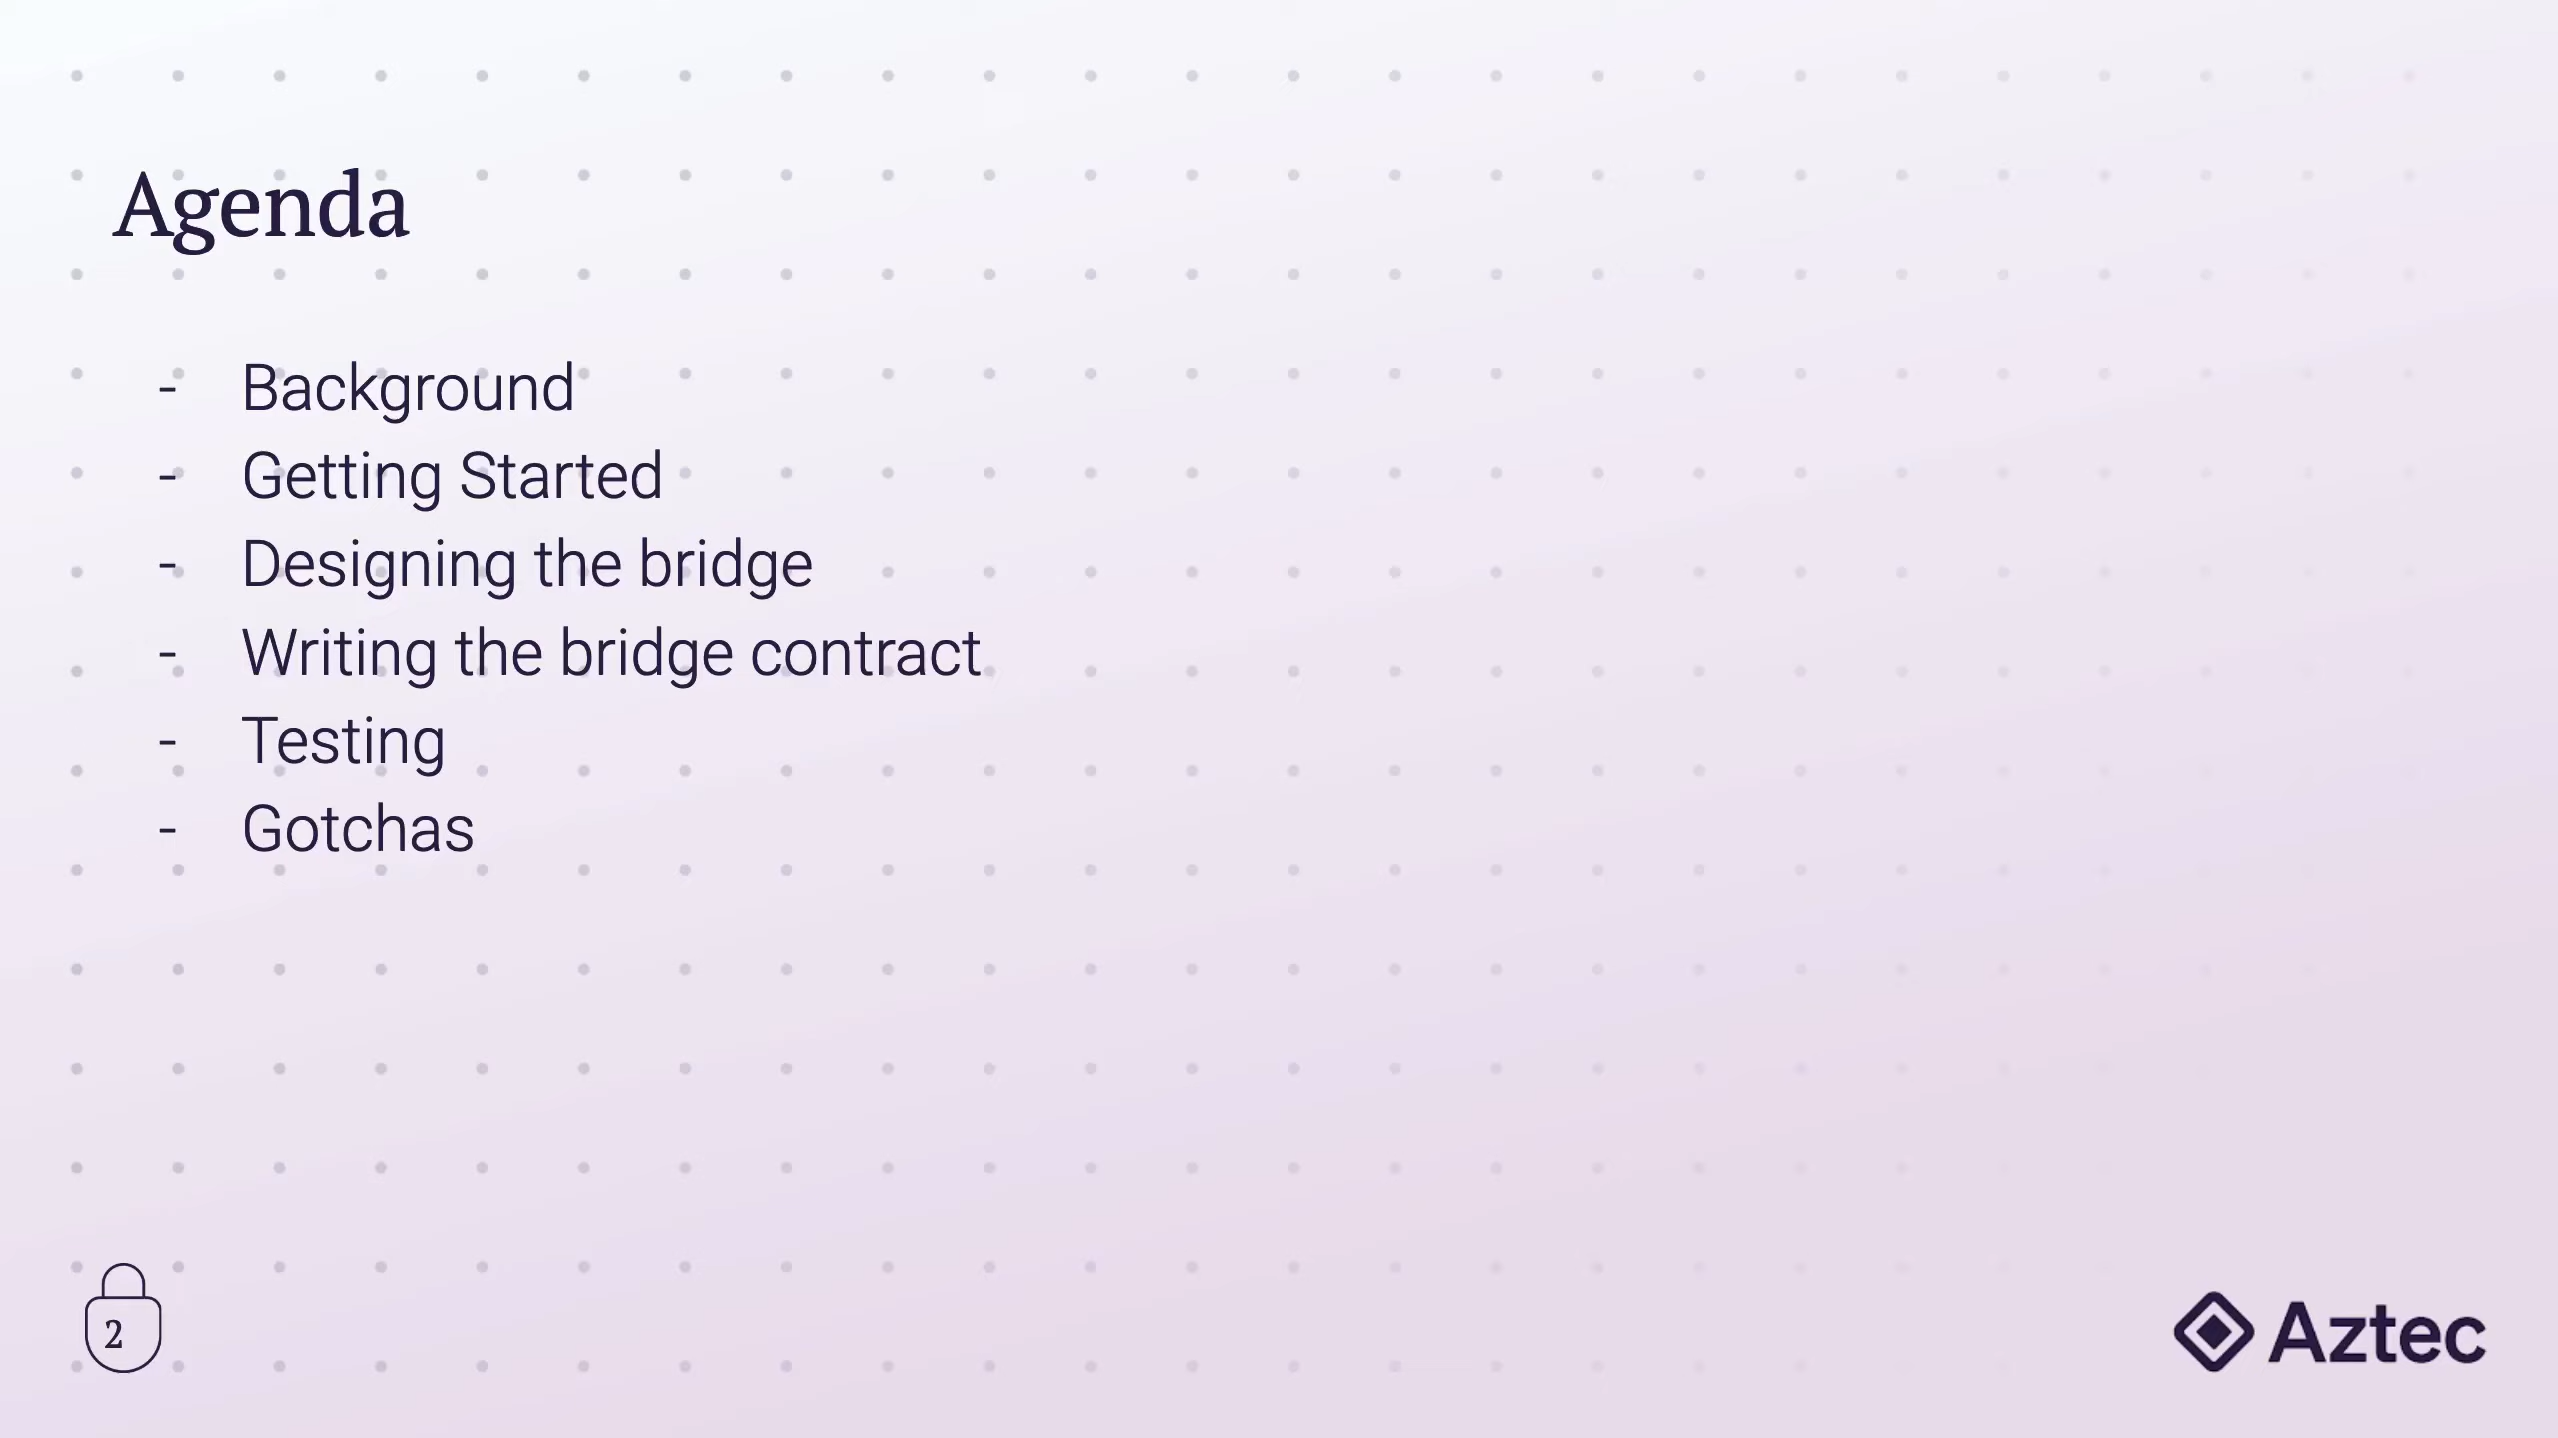 Agenda
- Background
- Getting Started
- Designing the bridge
- Writing the bridge contract
- Testing
- Gotchas
2
Aztec